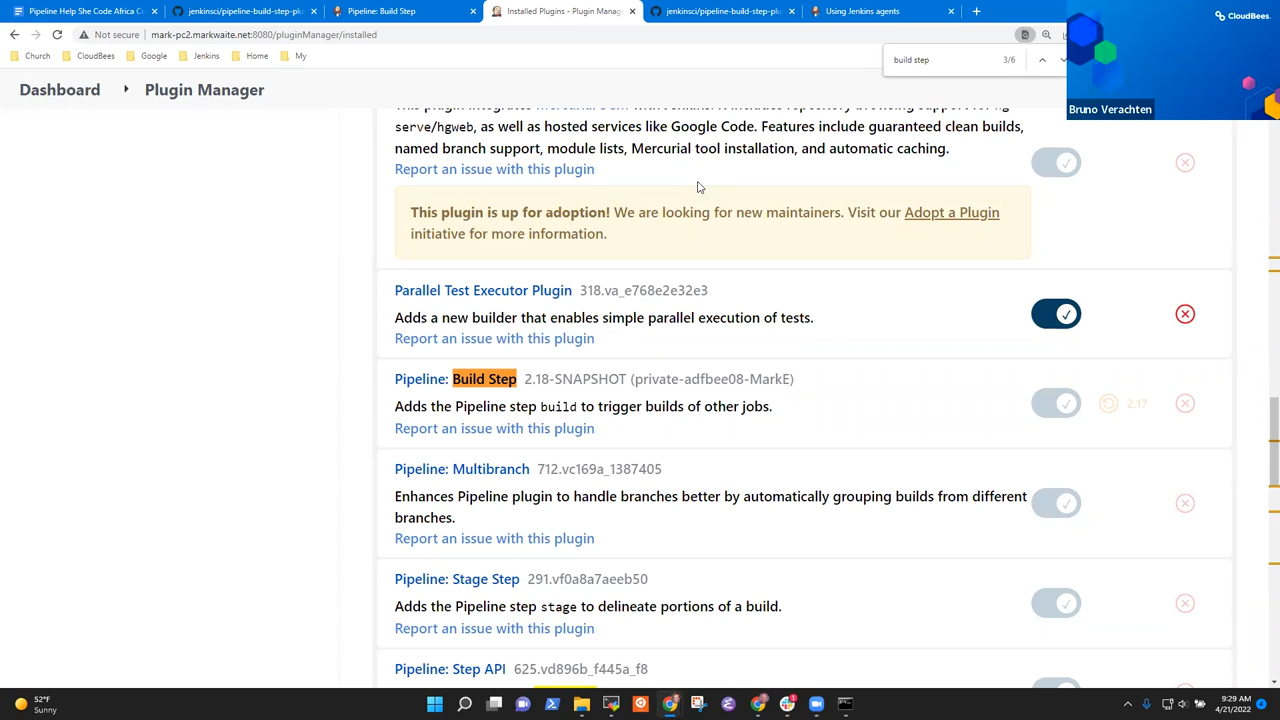 Pipeline Help She Code Africa Co
jenkinsci/pipeline-build-step-plu
Pipeline: Build Step
Installed Plugins - Plugin Manag
jenkinsci/pipeline-build-step-plu
Using Jenkins agents
Not secure
mark-pc2.markwaite.net:8080/pluginManager/installed
CloudBees
Church
CloudBees
Google
Jenkins
Home
My
build step
3/6
Dashboard
Plugin Manager
Bruno Verachten
serve/hgweb, as well as hosted services like Google Code. Features include guaranteed clean builds,
named branch support, module lists, Mercurial tool installation, and automatic caching.
Report an issue with this plugin
This plugin is up for adoption! We are looking for new maintainers. Visit our Adopt a Plugin
initiative for more information.
Parallel Test Executor Plugin 318.va_e768e2e32e3
Adds a new builder that enables simple parallel execution of tests.
Report an issue with this plugin
Pipeline: Build Step 2.18-SNAPSHOT (private-adfbee08-MarkE)
Adds the Pipeline step build to trigger builds of other jobs.
2.17
Report an issue with this plugin
Pipeline: Multibranch 712.vc169a_1387405
Enhances Pipeline plugin to handle branches better by automatically grouping builds from different
branches.
Report an issue with this plugin
Pipeline: Stage Step 291.vf0a8a7aeeb50
Adds the Pipeline step stage to delineate portions of a build.
Report an issue with this plugin
Pipeline: Step API 625.vd896b_f445a_f8
52°F
Sunny
9:29 AM
4/21/2022